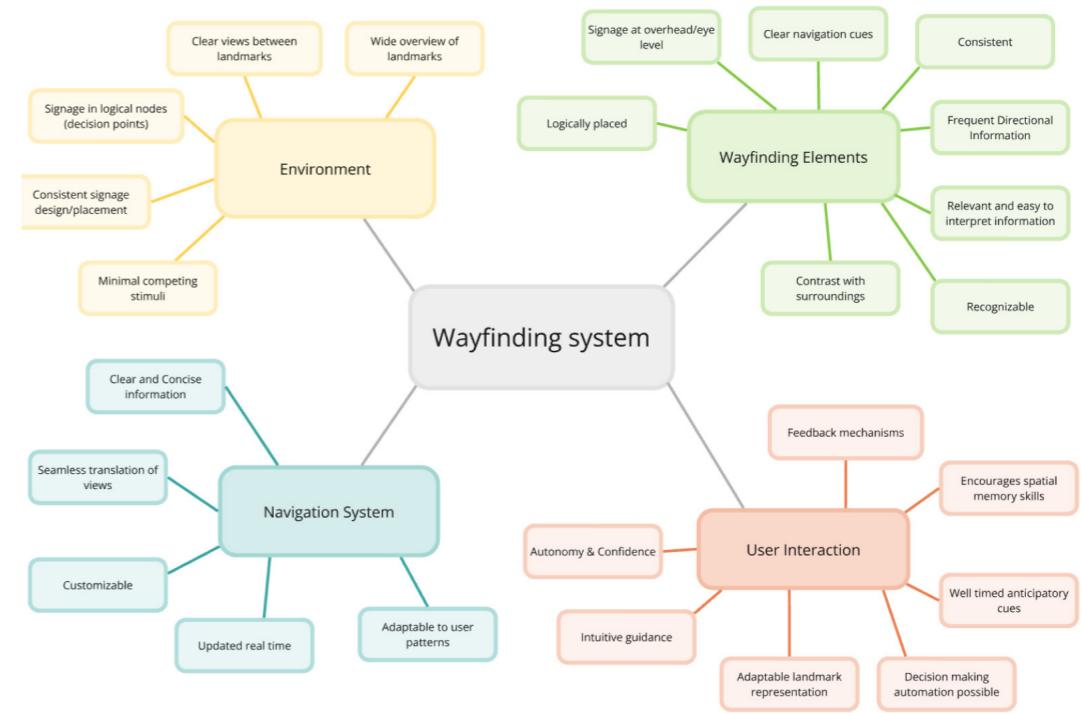 Clear views between
landmarks
Wide overview of
landmarks
Signage in logical nodes
(decision points)
Environment
Consistent signage
design/placement
Minimal competing
stimuli
Signage at overhead/eye
level
Clear navigation cues
Consistent
Logically placed
Frequent Directional
Information
Wayfinding Elements
Relevant and easy to
interpret information
Contrast with
surroundings
Recognizable
Wayfinding system
Clear and Concise
information
Seamless translation of
views
Navigation System
Customizable
Updated real time
Adaptable to user
patterns
Feedback mechanisms
Encourages spatial
memory skills
Autonomy & Confidence
User Interaction
Well timed anticipatory
cues
Intuitive guidance
Adaptable landmark
representation
Decision making
automation possible